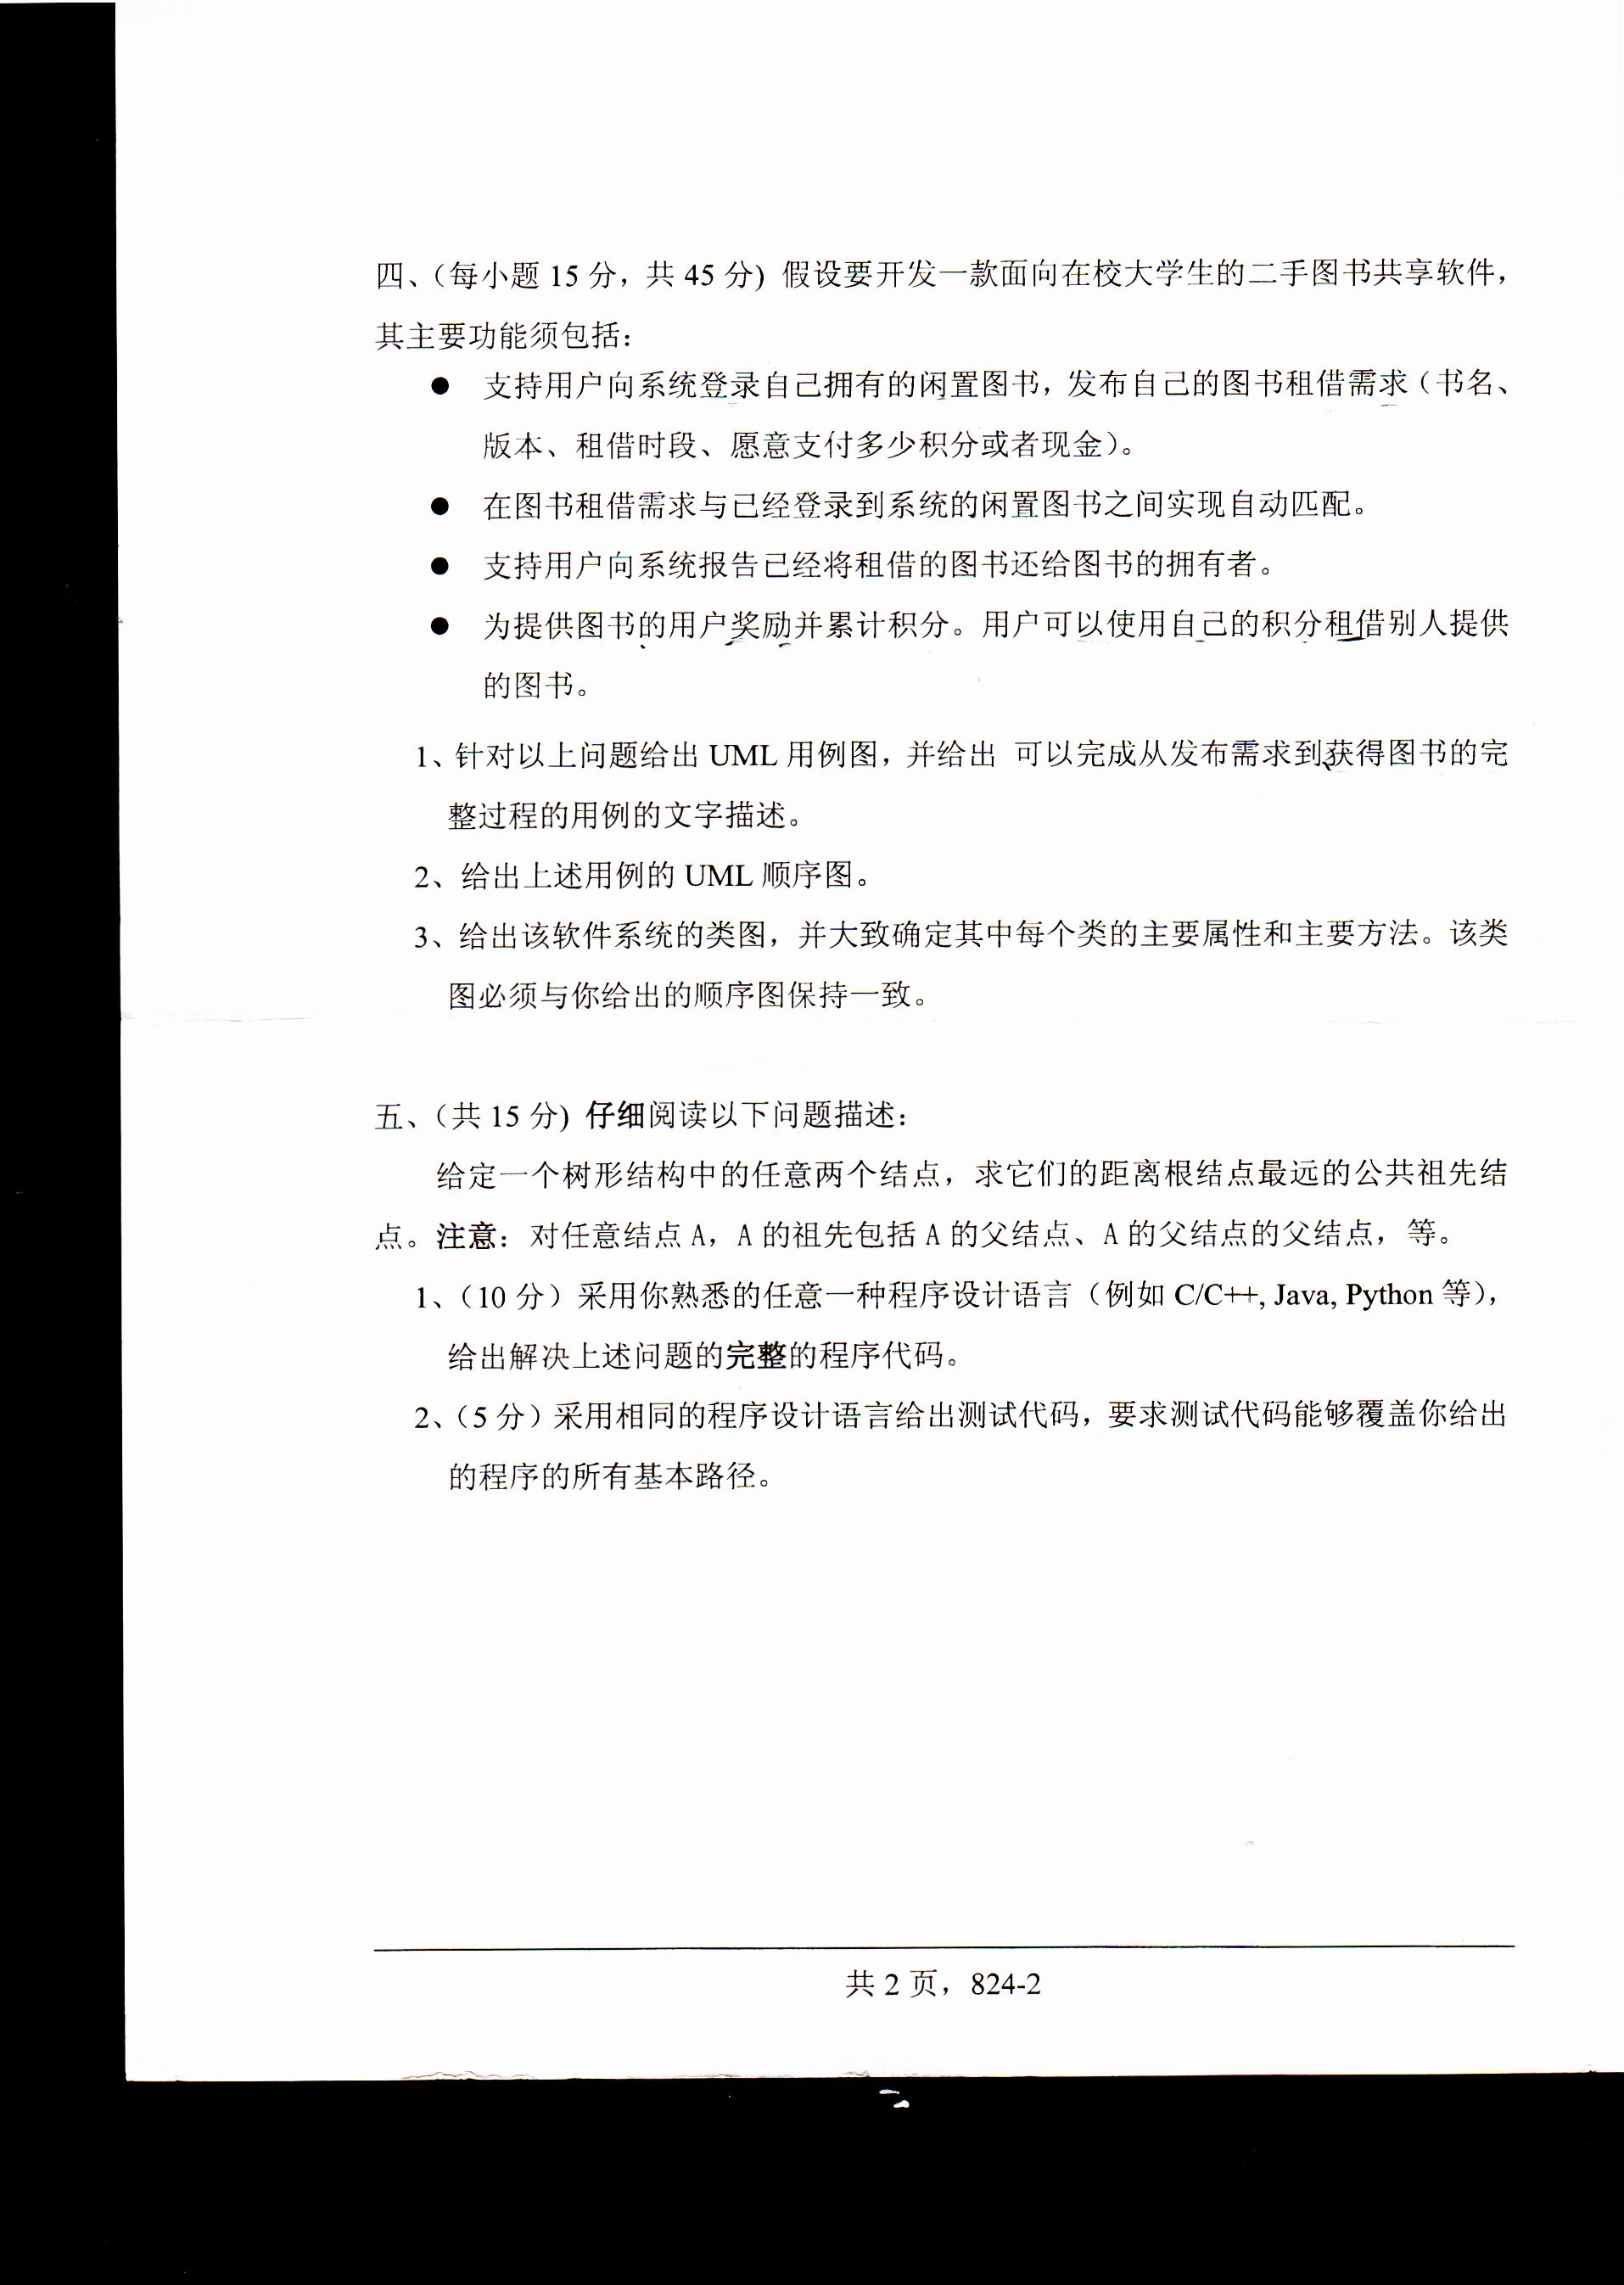 四、（每小题 15 分，共 45 分）假设要开发一款面向在校大学生的二手图书共享软件，
其主要功能须包括：
● 支持用户向系统登录自己拥有的闲置图书，发布自己的图书租借需求（书名、
版本、租借时段、愿意支付多少积分或者现金）。
● 在图书租借需求与已经登录到系统的闲置图书之间实现自动匹配。
● 支持用户向系统报告已经将租借的图书还给图书的拥有者。
● 为提供图书的用户奖励并累计积分。用户可以使用自己的积分租借别人提供
的图书。
1、针对以上问题给出 UML 用例图，并给出 可以完成从发布需求到获得图书的完
整过程的用例的文字描述。
2、给出上述用例的 UML 顺序图。
3、给出该软件系统的类图，并大致确定其中每个类的主要属性和主要方法。该类
图必须与你给出的顺序图保持一致。
五、（共 15 分）仔细阅读以下问题描述：
给定一个树形结构中的任意两个结点，求它们的距离根结点最远的公共祖先结
点。注意：对任意结点 A，A 的祖先包括 A 的父结点、A 的父结点的父结点，等。
1、（10 分）采用你熟悉的任意一种程序设计语言（例如 C/C++, Java, Python 等），
给出解决上述问题的完整的程序代码。
2、（5 分）采用相同的程序设计语言给出测试代码，要求测试代码能够覆盖你给出
的程序的所有基本路径。
共 2 页，824-2